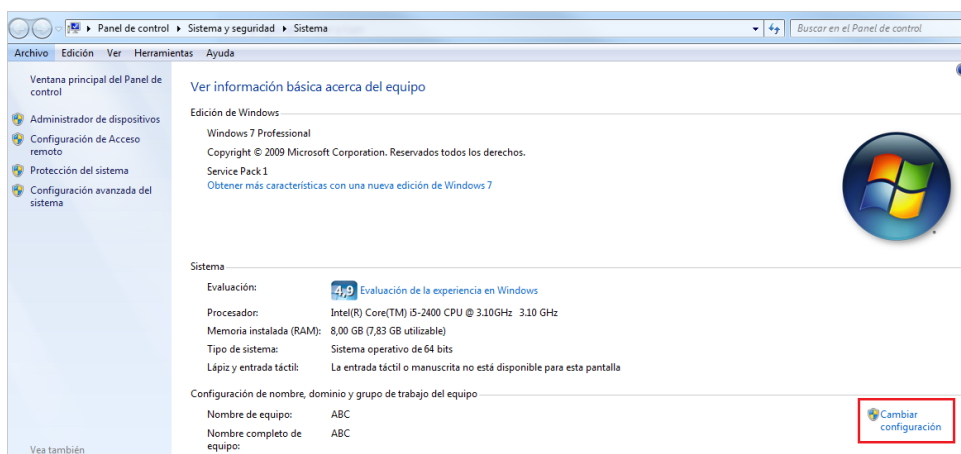 Panel de control ▸ Sistema y seguridad ▸ Sistema
Buscar en el Panel de control
Archivo Edición Ver Herramientas Ayuda
Ventana principal del Panel de
control
Administrador de dispositivos
Configuración de Acceso
remoto
Protección del sistema
Configuración avanzada del
sistema
Vea también
Ver información básica acerca del equipo
Edición de Windows
Windows 7 Professional
Copyright © 2009 Microsoft Corporation. Reservados todos los derechos.
Service Pack 1
Obtener más características con una nueva edición de Windows 7
Sistema
Evaluación: 4,9 Evaluación de la experiencia en Windows
Procesador: Intel(R) Core(TM) i5-2400 CPU @ 3.10GHz 3.10 GHz
Memoria instalada (RAM): 8,00 GB (7,83 GB utilizable)
Tipo de sistema: Sistema operativo de 64 bits
Lápiz y entrada táctil: La entrada táctil o manuscrita no está disponible para esta pantalla
Configuración de nombre, dominio y grupo de trabajo del equipo
Nombre de equipo: ABC
Nombre completo de ABC
equipo:
Cambiar
configuración